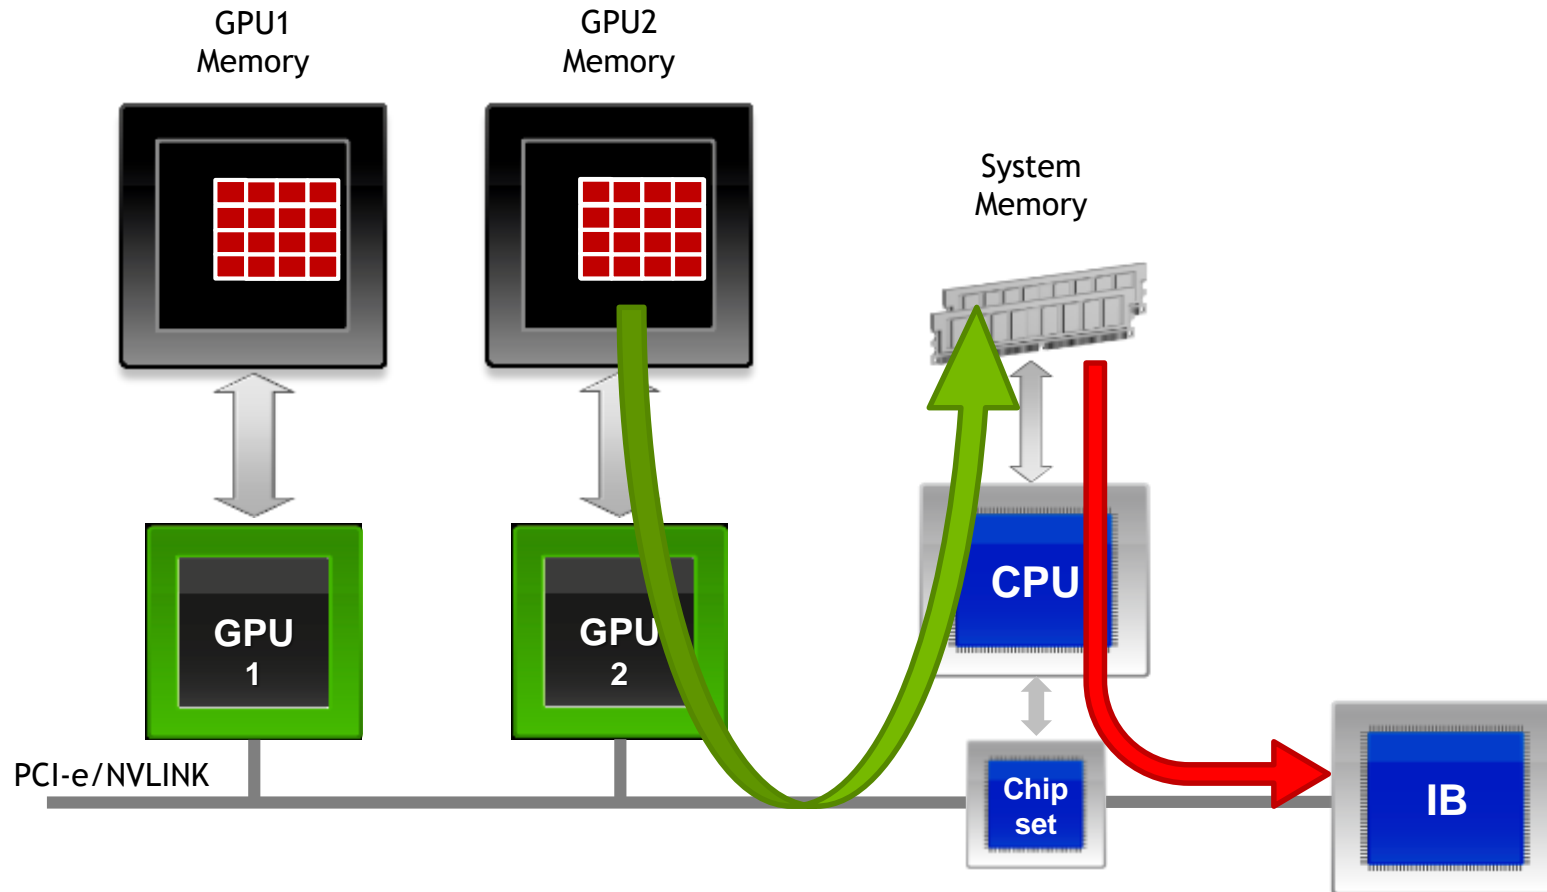 GPU1
Memory
GPU2
Memory
System
Memory
GPU
1
GPU
2
CPU
PCI-e/NVLINK
Chip
set
IB